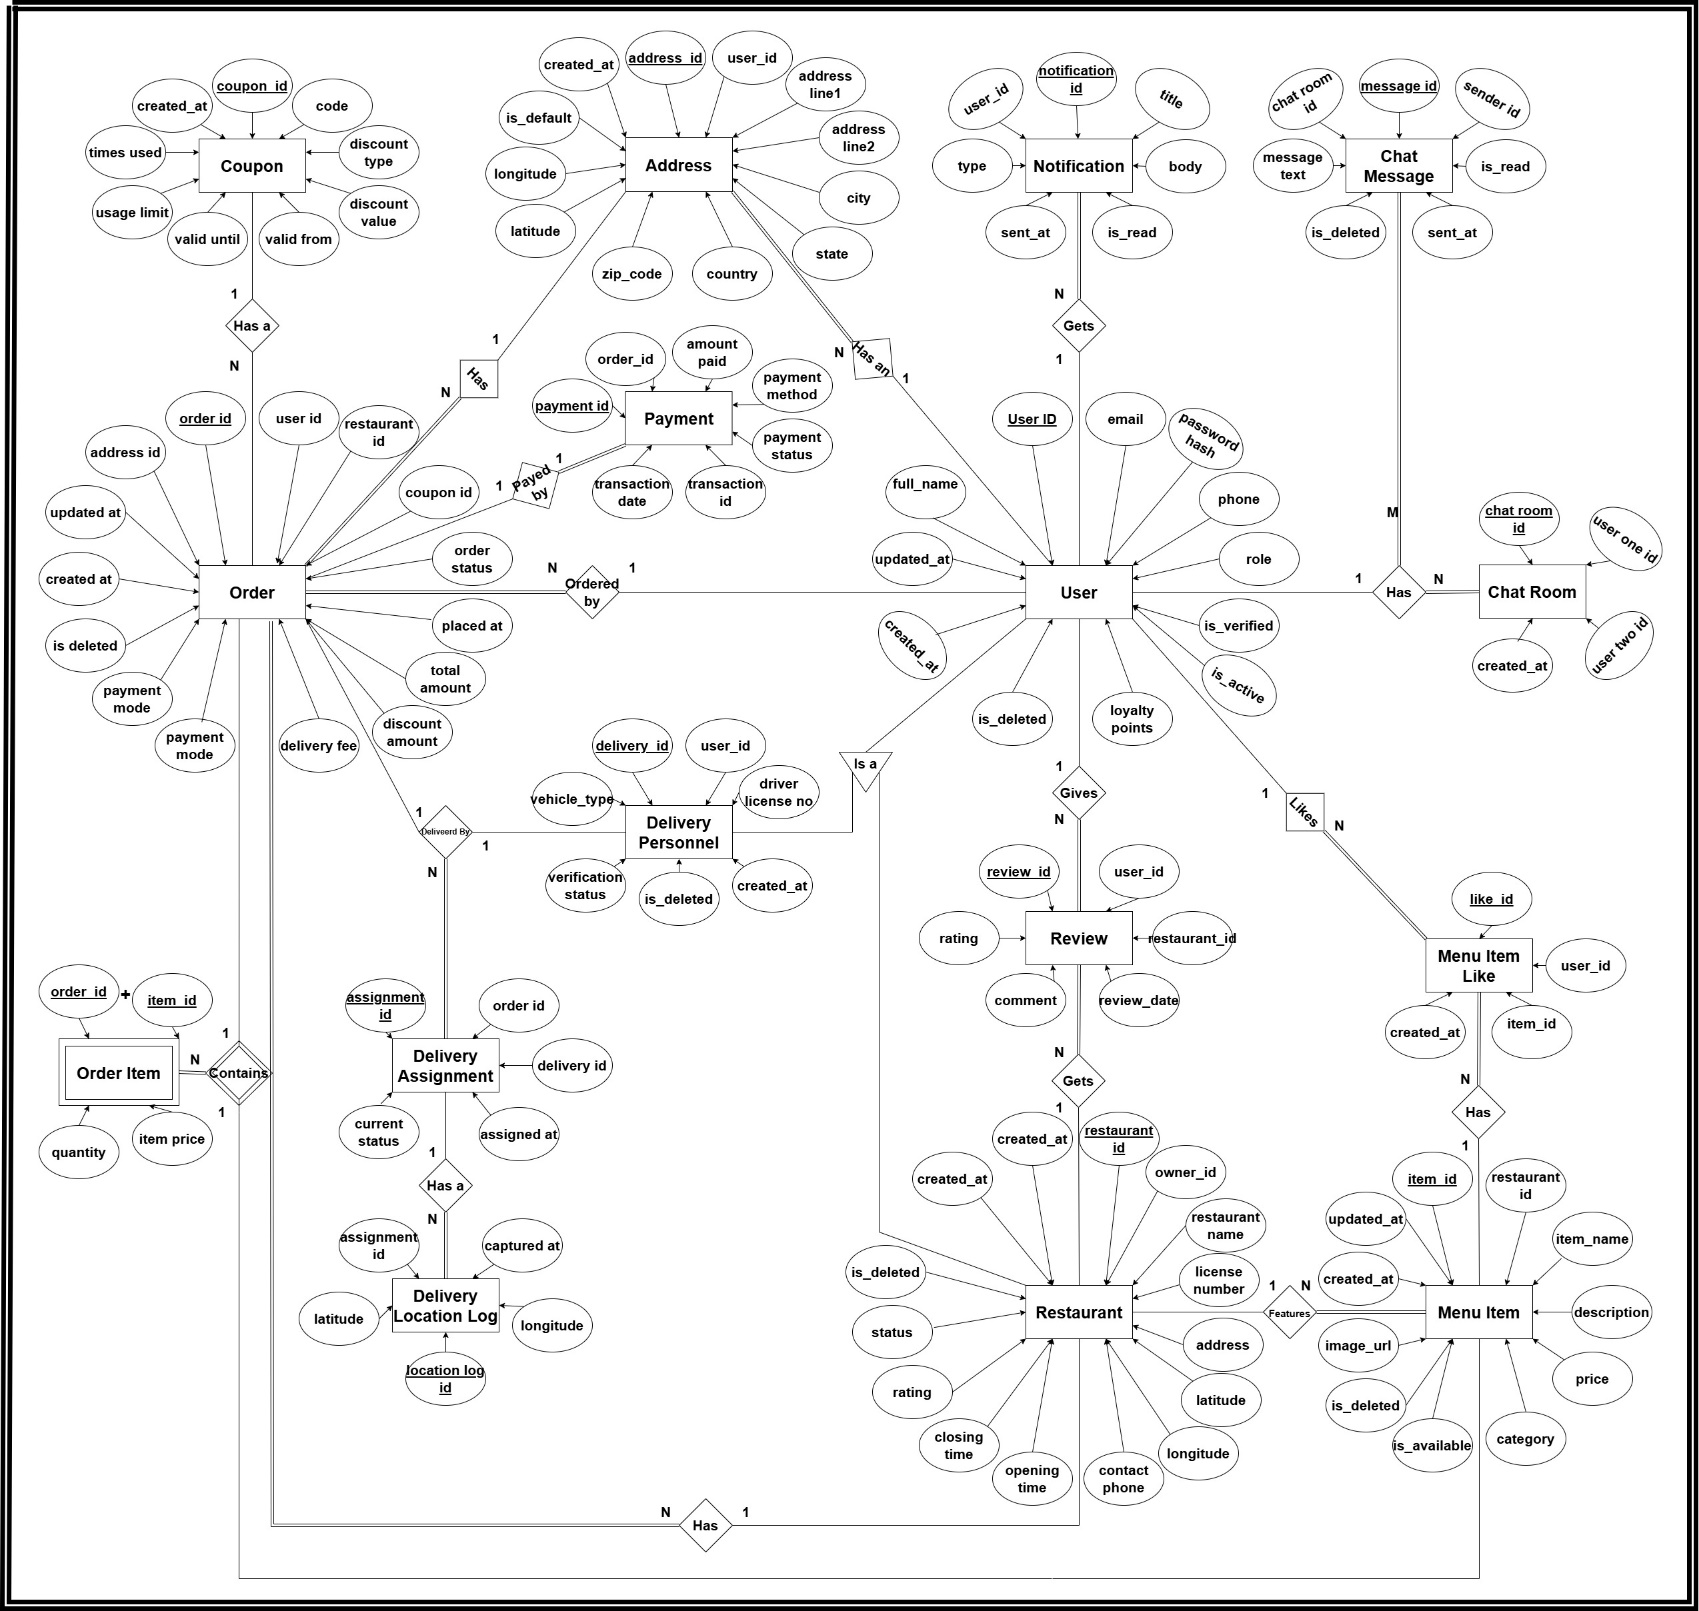 coupon_id
created_at
code
times used
Coupon
discount
type
usage limit
discount
value
valid until
valid from
1
Has a
N
address_id
user_id
created_at
address
line1
is_default
address
line2
Address
longitude
city
latitude
state
zip_code
country
1
Has
N
N
Has an
1
notification
id
user_id
title
type
Notification
body
sent_at
is_read
N
Gets
1
message id
chat room
id
sender id
message
text
Chat
Message
is_read
is_deleted
sent_at
M
order_id
amount
paid
payment
method
payment id
Payment
payment
status
transaction
date
transaction
id
1
Payed
by
1
order id
user id
restaurant
id
address id
coupon id
updated at
order
status
created at
Order
N
Ordered
by
1
placed at
is deleted
total
amount
payment
mode
discount
amount
payment
mode
delivery fee
User ID
email
password
hash
full_name
phone
updated_at
role
User
1
Has
N
created_at
is_verified
is_active
is_deleted
loyalty
points
chat room
id
user one id
Chat Room
created_at
user two id
Is a
1
Gives
N
1
Likes
N
delivery_id
user_id
vehicle_type
driver
license no
Delivery
Personnel
verification
status
is_deleted
created_at
1
Deliveerd By
1
N
review_id
user_id
rating
Review
restaurant_id
comment
review_date
N
Gets
1
like_id
Menu Item
Like
user_id
created_at
item_id
N
Has
1
order_id
+
item_id
Order Item
N
1
Contains
1
quantity
item price
assignment
id
order id
Delivery
Assignment
delivery id
current
status
assigned at
1
Has a
N
assignment
id
captured at
latitude
Delivery
Location Log
longitude
location log
id
created_at
restaurant
id
created_at
owner_id
restaurant
name
is_deleted
license
number
status
Restaurant
address
rating
latitude
closing
time
longitude
opening
time
contact
phone
1
Features
N
item_id
restaurant
id
updated_at
item_name
created_at
Menu Item
description
image_url
price
is_deleted
is_available
category
N
Has
1